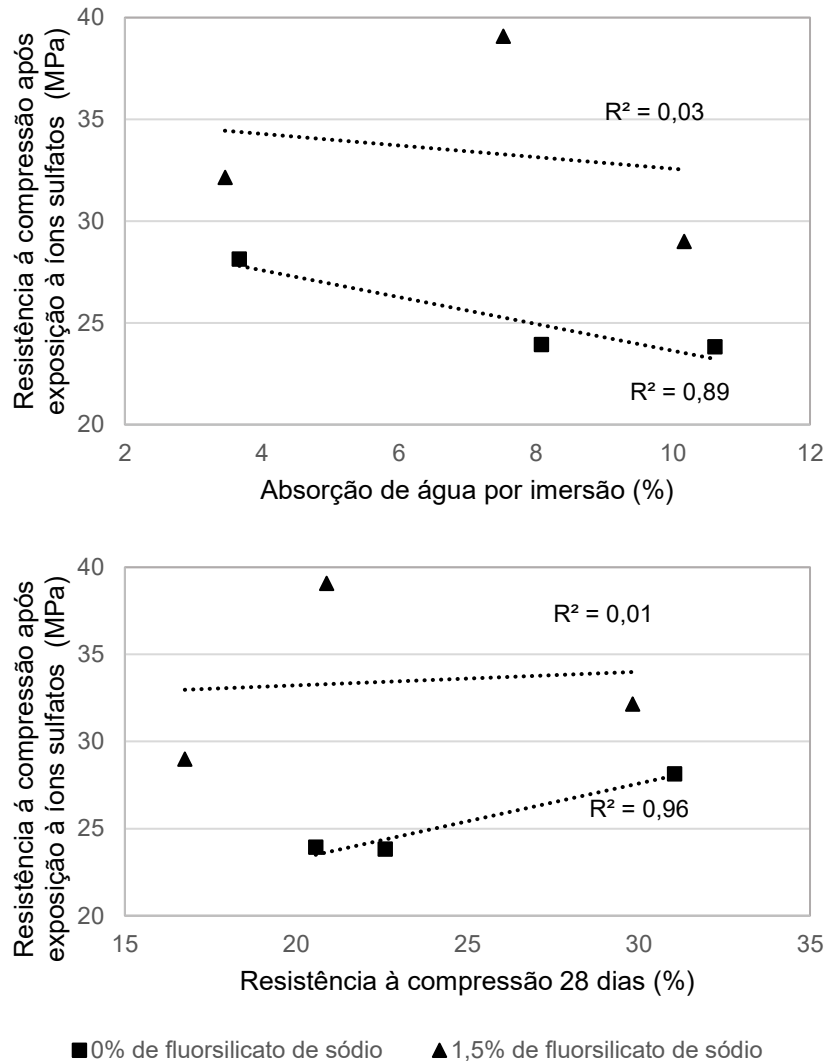 Resistência á compressão após
exposição à íons sulfatos (MPa)
40
35
30
25
20
R² = 0,03
R² = 0,89
2 4 6 8 10 12
Absorção de água por imersão (%)
Resistência á compressão após
exposição à íons sulfatos (MPa)
40
35
30
25
20
R² = 0,01
R² = 0,96
15 20 25 30 35
Resistência à compressão 28 dias (%)
0% de fluorsilicato de sódio 1,5% de fluorsilicato de sódio